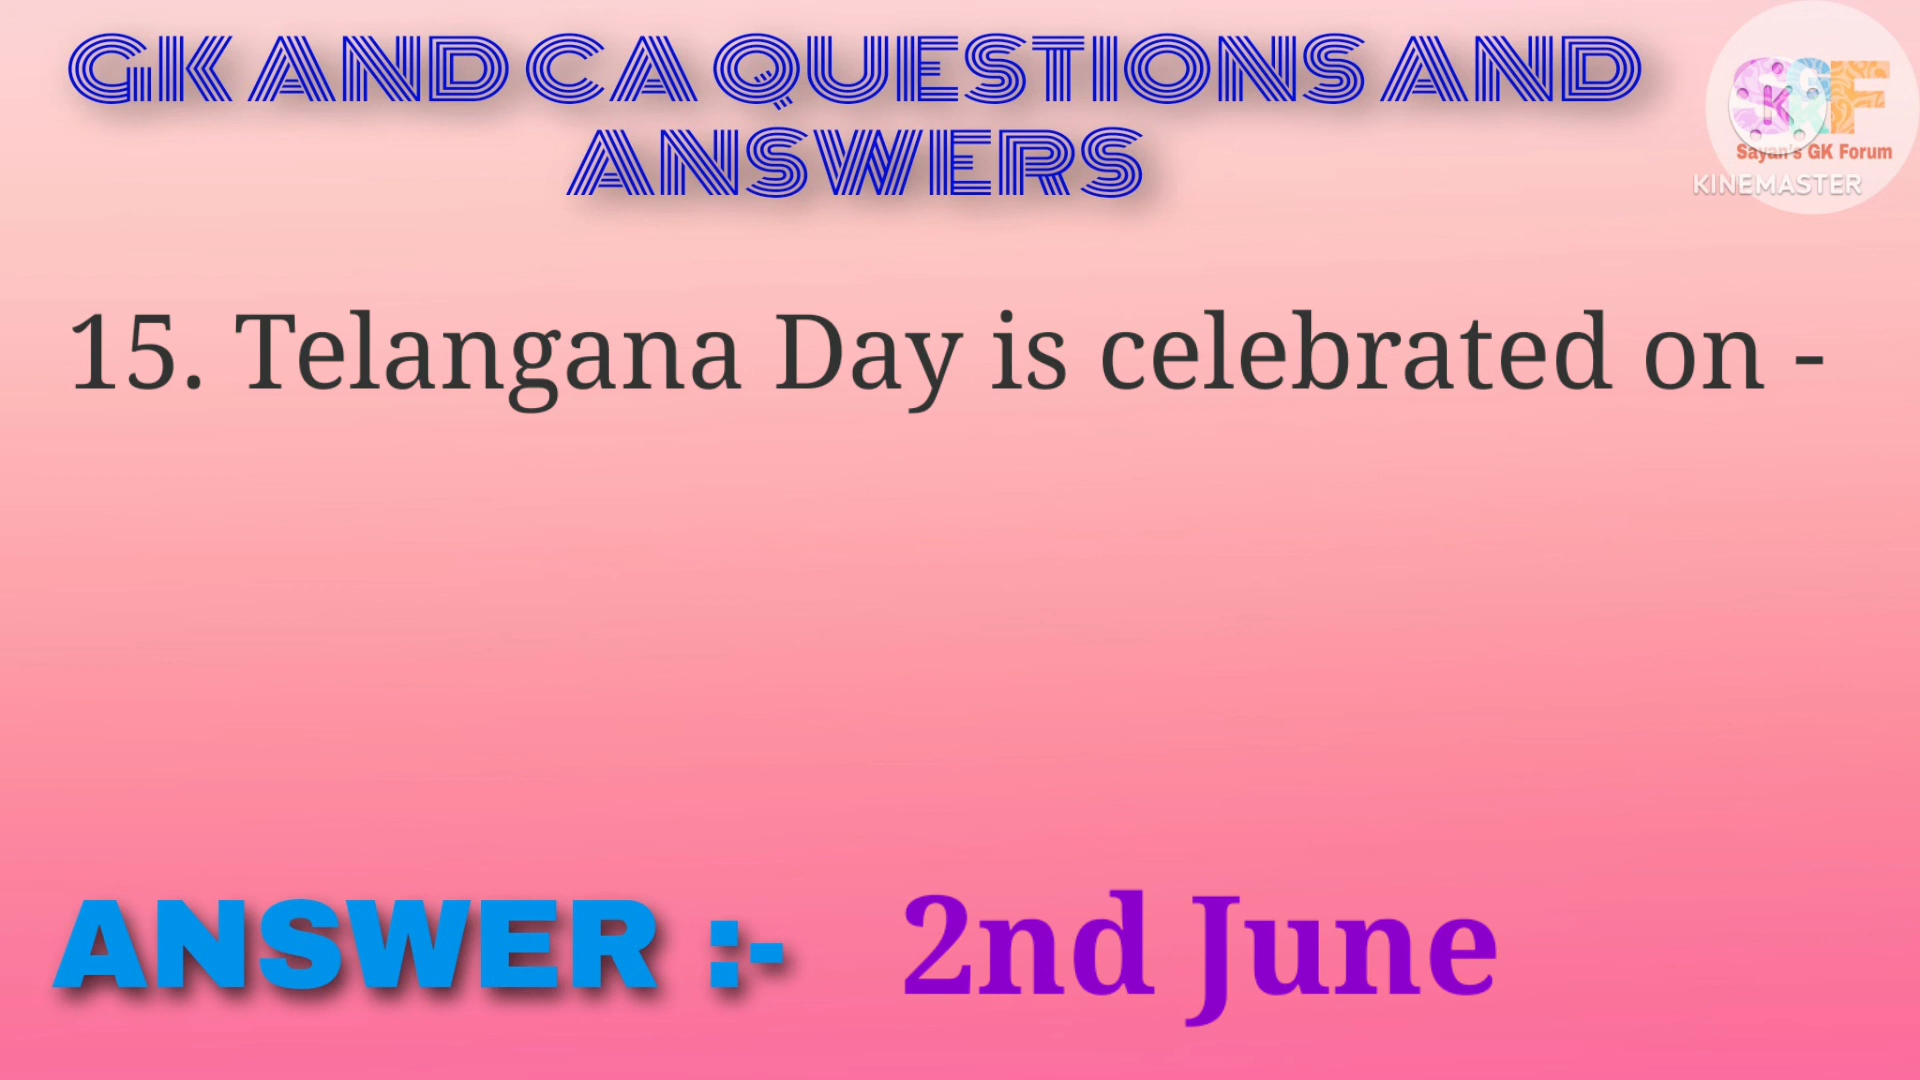 GK AND CA QUESTIONS AND
ANSWERS
SGF
K
Sayan's GK Forum
KINEMASTER
15. Telangana Day is celebrated on -
ANSWER :- 2nd June